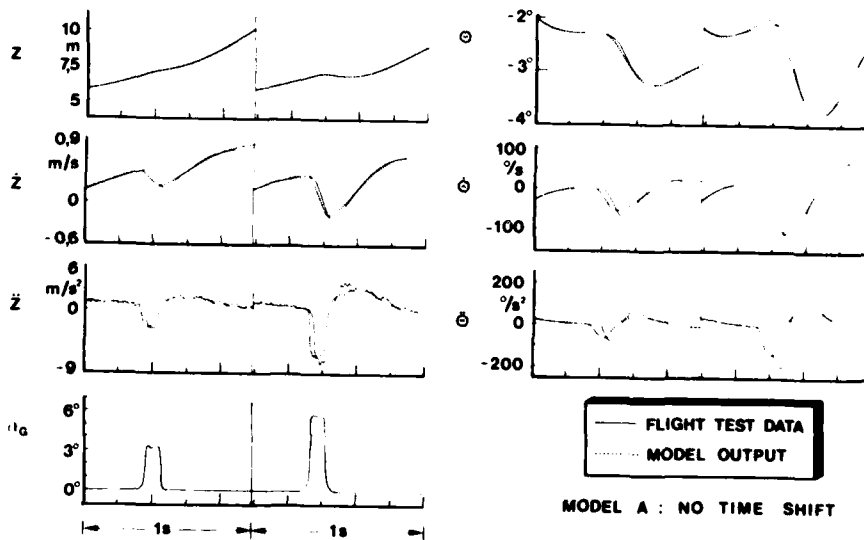 Z
10
m
7,5
5
Ż
0,9
m/s
0
-0,6
Z̈
6
m/s²
0
-9
6°
3°
0°
1s
1s
Θ
-2°
-3°
-4°
Θ̇
100
°/s
0
-100
Θ̈
200
°/s²
0
-200
FLIGHT TEST DATA
MODEL OUTPUT
MODEL A : NO TIME SHIFT